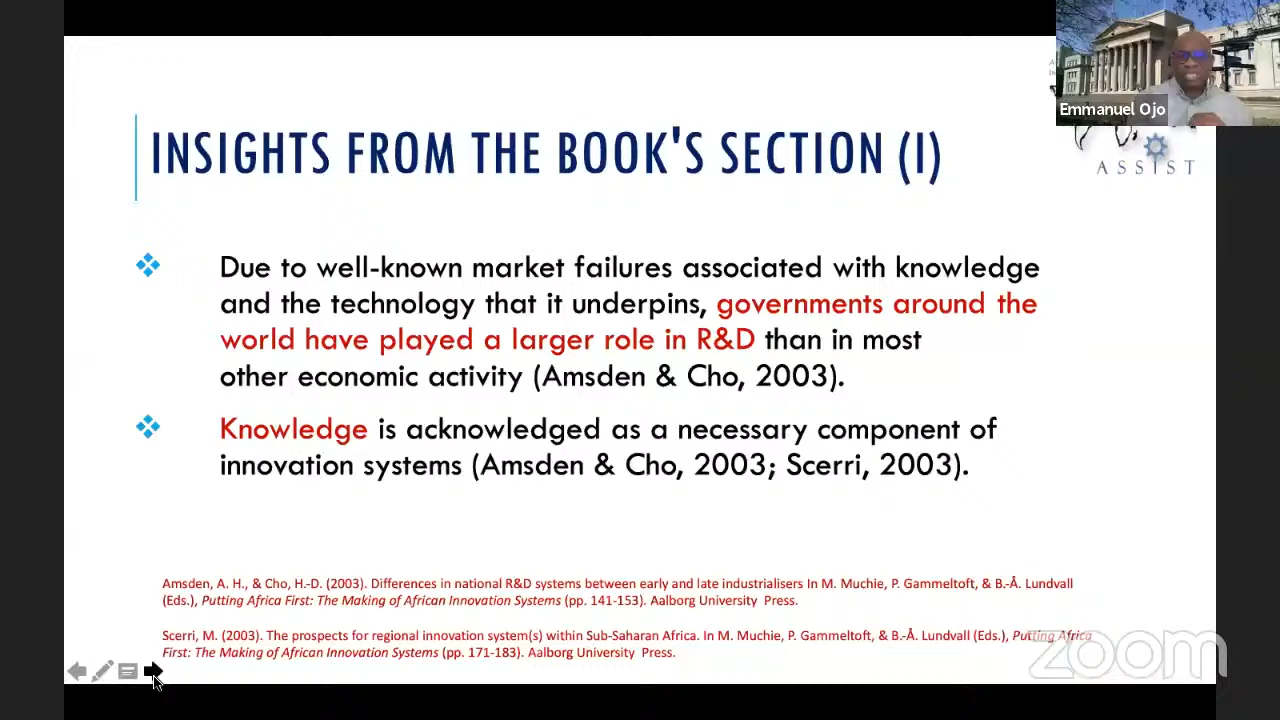 Emmanuel Ojo
ASSIST
INSIGHTS FROM THE BOOK'S SECTION (I)
Due to well-known market failures associated with knowledge
and the technology that it underpins, governments around the
world have played a larger role in R&D than in most
other economic activity (Amsden & Cho, 2003).
Knowledge is acknowledged as a necessary component of
innovation systems (Amsden & Cho, 2003; Scerri, 2003).
Amsden, A. H., & Cho, H.-D. (2003). Differences in national R&D systems between early and late industrialisers In M. Muchie, P. Gammeltoft, & B.-Å. Lundvall
(Eds.), Putting Africa First: The Making of African Innovation Systems (pp. 141-153). Aalborg University Press.
Scerri, M. (2003). The prospects for regional innovation system(s) within Sub-Saharan Africa. In M. Muchie, P. Gammeltoft, & B.-Å. Lundvall (Eds.), Putting Africa
First: The Making of African Innovation Systems (pp. 171-183). Aalborg University Press.
zoom